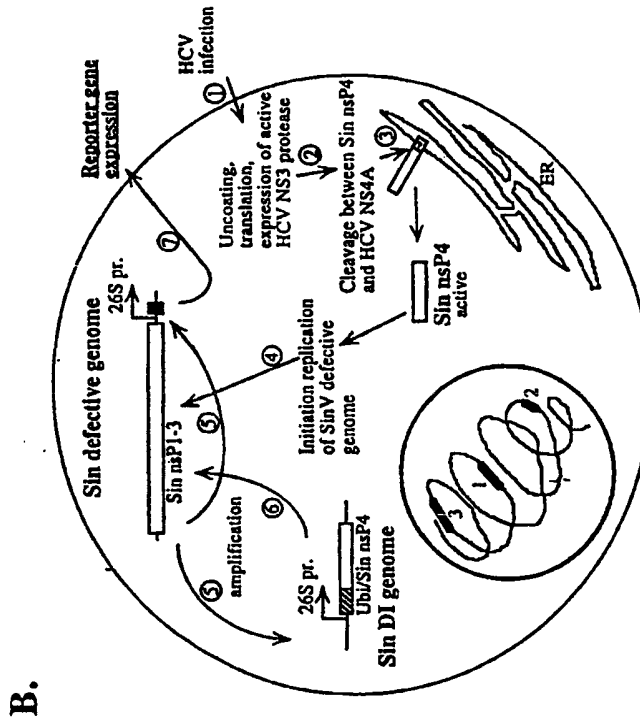 B.
HCV
infection
①
Reporter gene
expression
Uncoating,
translation,
expression of active
HCV NS3 protease
②
Cleavage between Sin nsP4
and HCV NS4A
③
ER
Sin nsP4
active
④
Initiation replication
of SinV defective
genome
⑦
26S pr.
Sin defective genome
Sin nsP1-3
⑤
⑤
amplification
⑥
26S pr.
Ubi/Sin nsP4
Sin DI genome
1
2
3